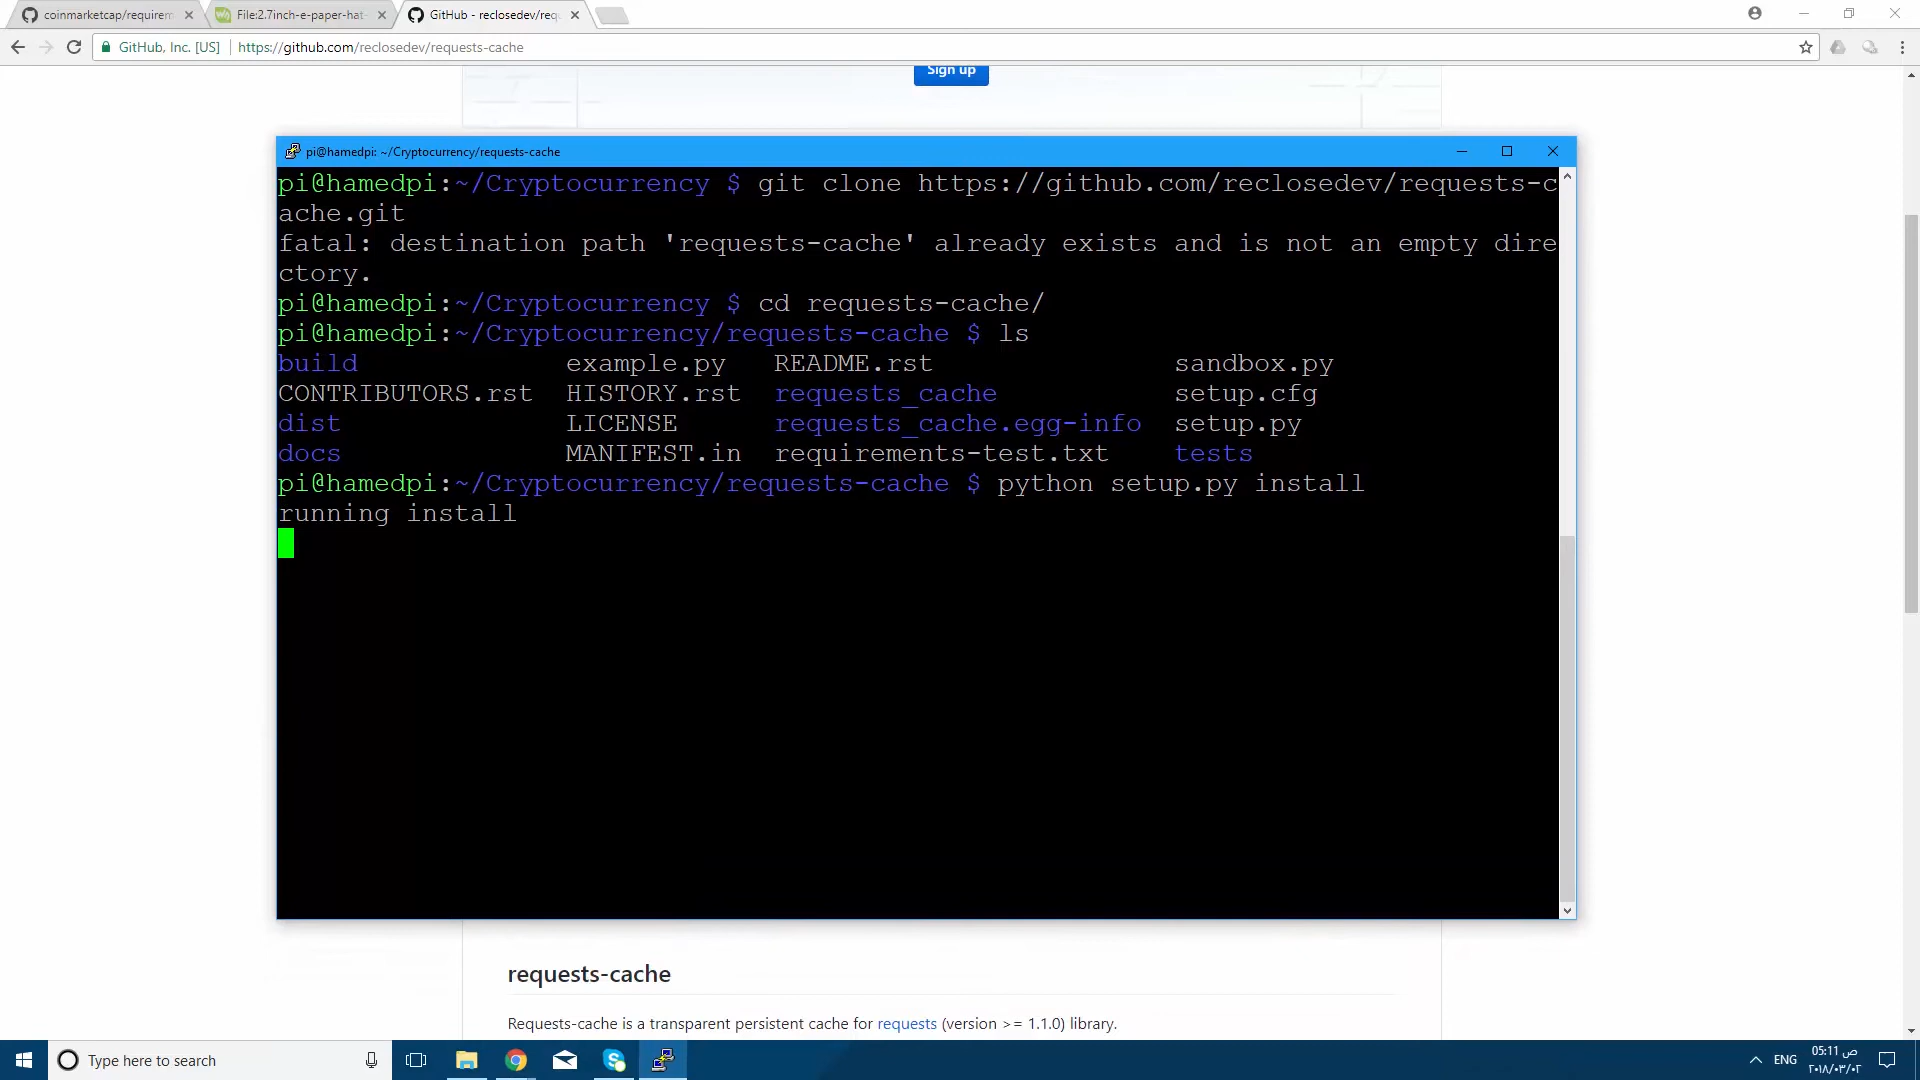 coinmarketcap/requirem
File:2.7inch-e-paper-hat-
GitHub - reclosedev/req
GitHub, Inc. [US]
https://github.com/reclosedev/requests-cache
Sign up
pi@hamedpi: ~/Cryptocurrency/requests-cache
pi@hamedpi:~/Cryptocurrency $ git clone https://github.com/reclosedev/requests-c
ache.git
fatal: destination path 'requests-cache' already exists and is not an empty dire
ctory.
pi@hamedpi:~/Cryptocurrency $ cd requests-cache/
pi@hamedpi:~/Cryptocurrency/requests-cache $ ls
build example.py README.rst sandbox.py
CONTRIBUTORS.rst HISTORY.rst requests_cache setup.cfg
dist LICENSE requests_cache.egg-info setup.py
docs MANIFEST.in requirements-test.txt tests
pi@hamedpi:~/Cryptocurrency/requests-cache $ python setup.py install
running install
requests-cache
Requests-cache is a transparent persistent cache for requests (version >= 1.1.0) library.
Type here to search
ENG
05:11 ص
٢٠١٨/٠٣/٠٢